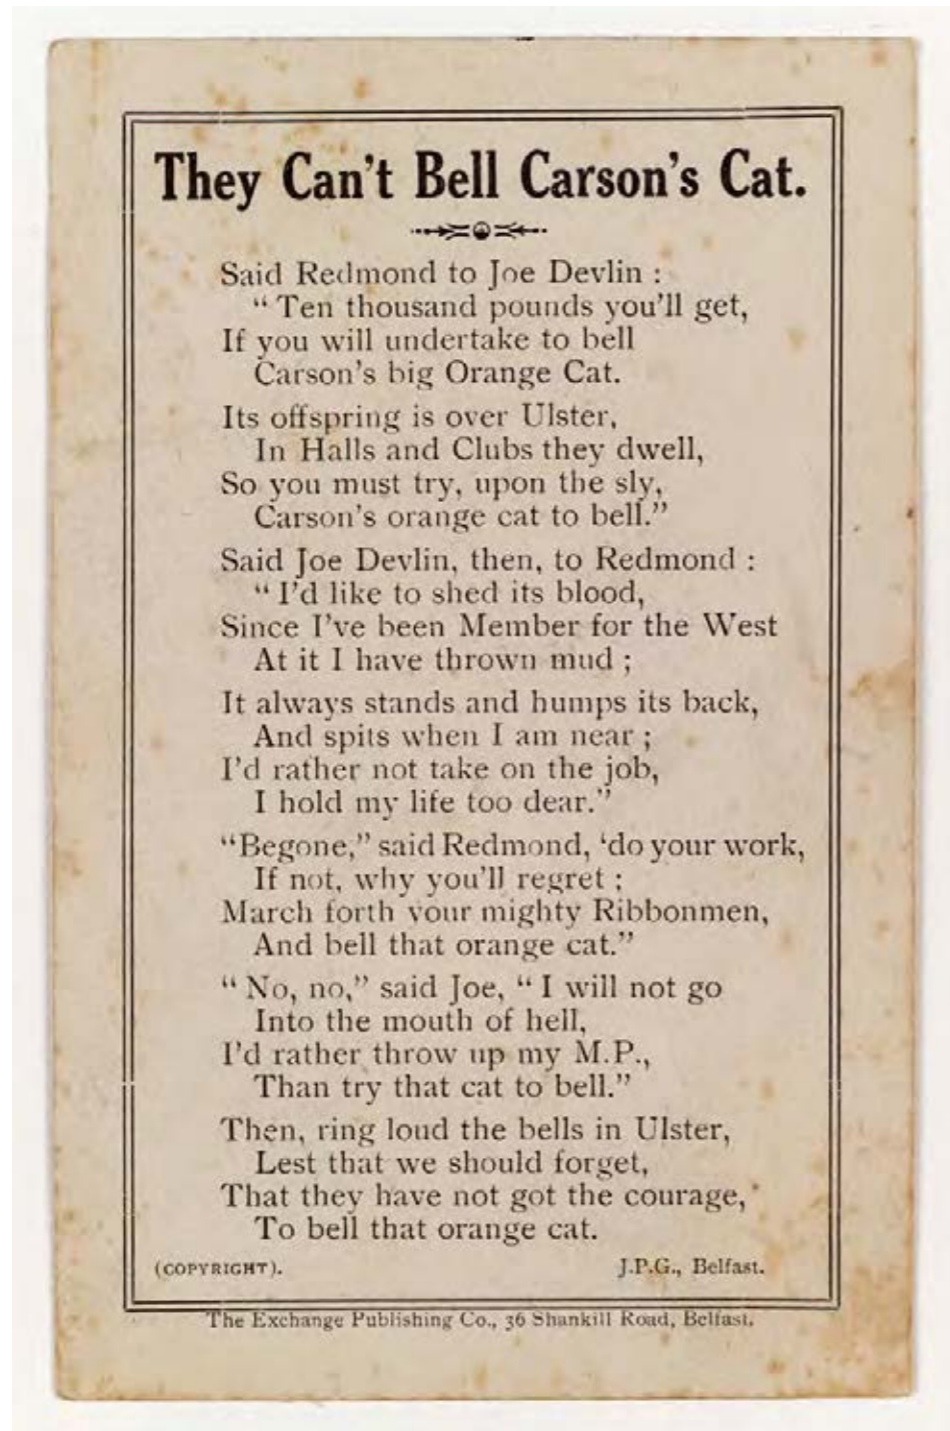 They Can't Bell Carson's Cat.
Said Redmond to Joe Devlin :
“ Ten thousand pounds you'll get,
If you will undertake to bell
Carson's big Orange Cat.
Its offspring is over Ulster,
In Halls and Clubs they dwell,
So you must try, upon the sly,
Carson's orange cat to bell.”
Said Joe Devlin, then, to Redmond :
“ I'd like to shed its blood,
Since I've been Member for the West
At it I have thrown mud ;
It always stands and humps its back,
And spits when I am near ;
I'd rather not take on the job,
I hold my life too dear.”
“Begone,” said Redmond, ‘do your work,
If not, why you'll regret ;
March forth your mighty Ribbonmen,
And bell that orange cat.”
“ No, no,” said Joe, “ I will not go
Into the mouth of hell,
I'd rather throw up my M.P.,
Than try that cat to bell.”
Then, ring loud the bells in Ulster,
Lest that we should forget,
That they have not got the courage,
To bell that orange cat.
(COPYRIGHT). J.P.G., Belfast.
The Exchange Publishing Co., 36 Shankill Road, Belfast.